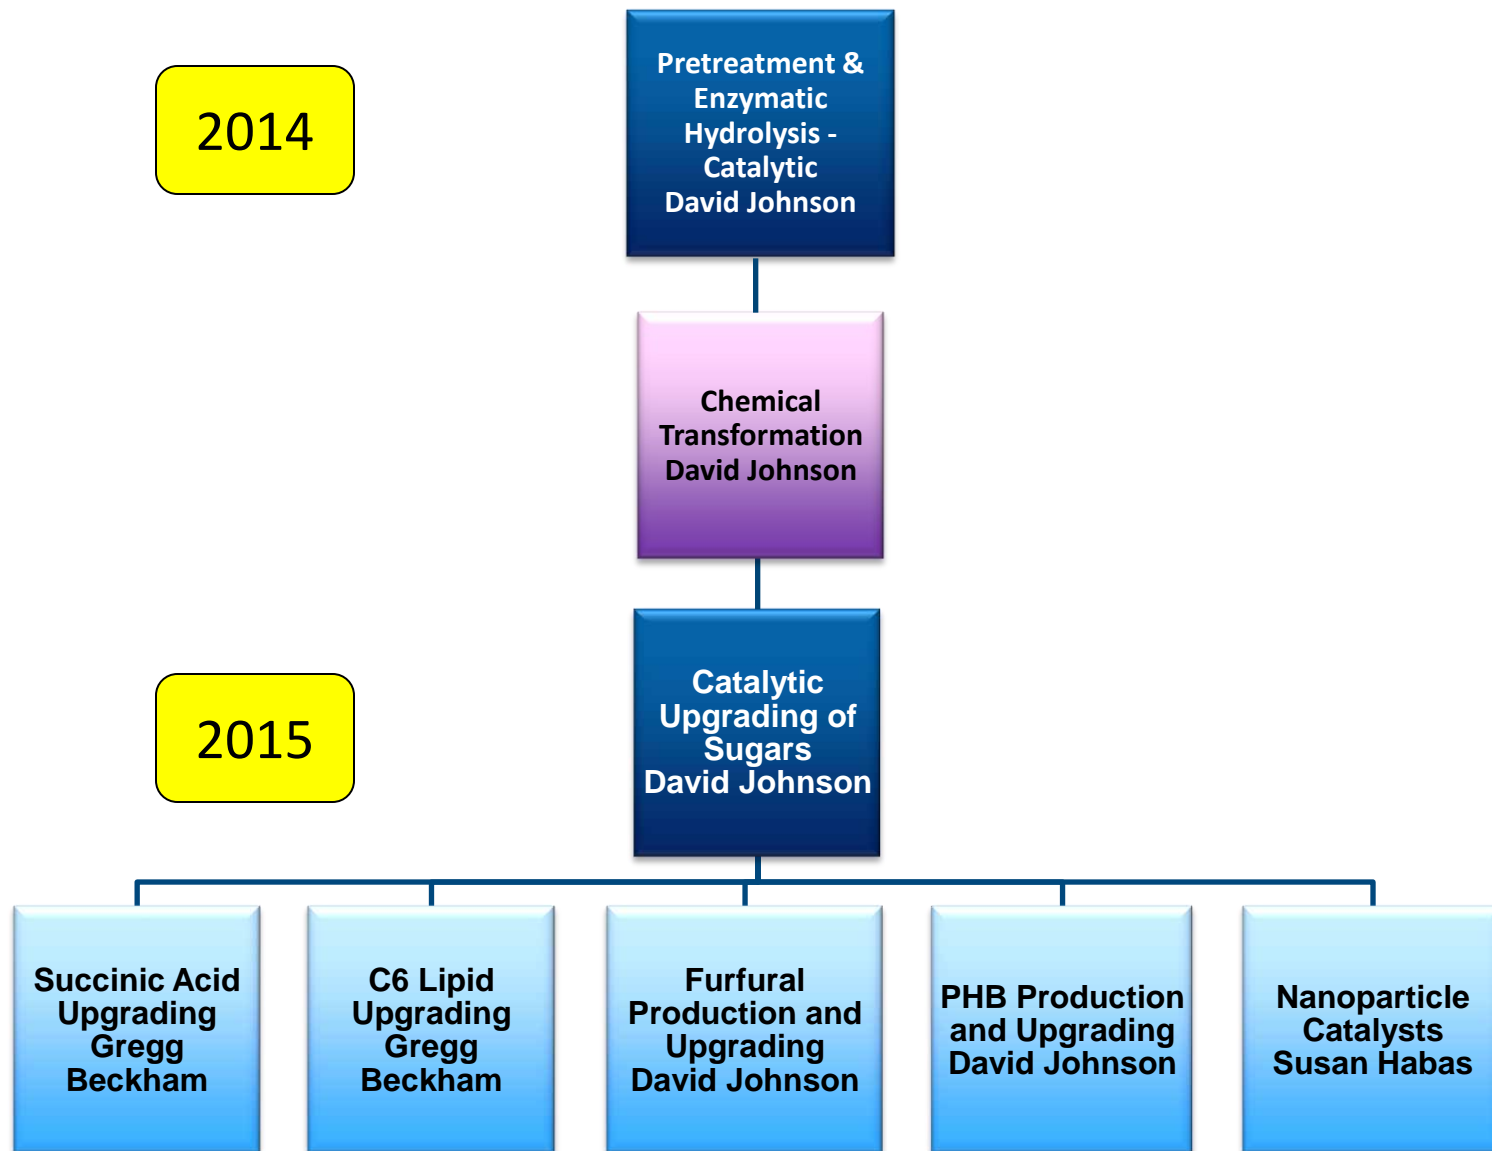 2014
Pretreatment &
Enzymatic
Hydrolysis -
Catalytic
David Johnson
Chemical
Transformation
David Johnson
2015
Catalytic
Upgrading of
Sugars
David Johnson
Succinic Acid
Upgrading
Gregg
Beckham
C6 Lipid
Upgrading
Gregg
Beckham
Furfural
Production and
Upgrading
David Johnson
PHB Production
and Upgrading
David Johnson
Nanoparticle
Catalysts
Susan Habas